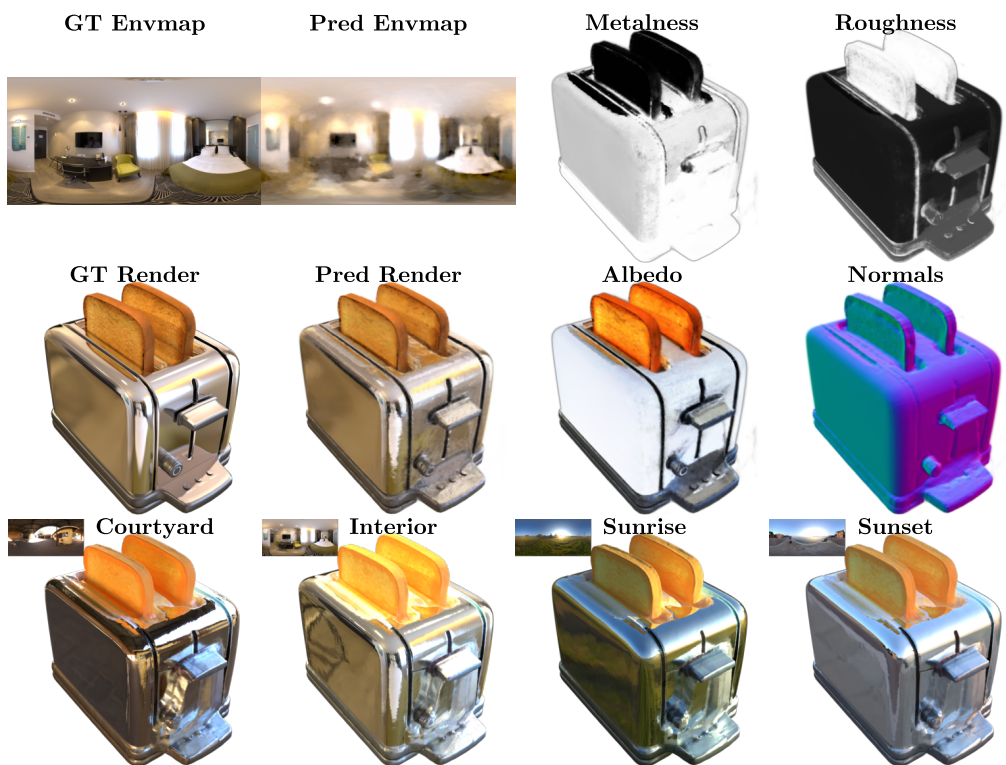 GT Envmap
Pred Envmap
Metalness
Roughness
GT Render
Pred Render
Albedo
Normals
Courtyard
Interior
Sunrise
Sunset